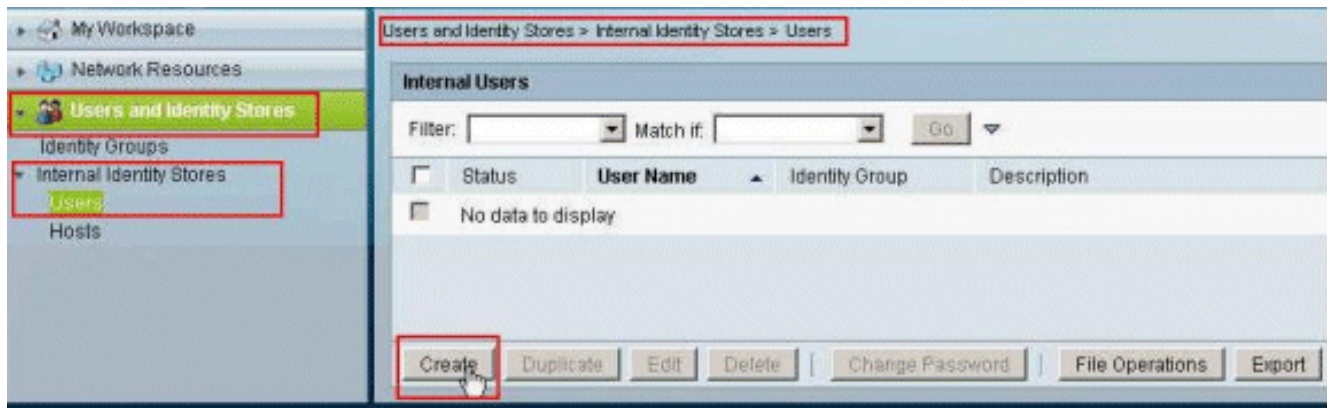 My Workspace
Network Resources
Users and Identity Stores
Identity Groups
Internal Identity Stores
Users
Hosts
Users and Identity Stores > Internal Identity Stores > Users
Internal Users
Filter: Match if: Go
Status User Name Identity Group Description
No data to display
Create Duplicate Edit Delete | Change Password | File Operations Export